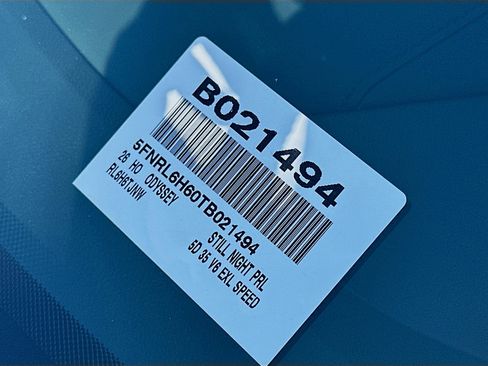 B021494
5FNRL6H60TB021494
26 HO ODYSSEY
RL6H6TJNW
STILL NIGHT PRL
5D 35 V6 EXL SPEED